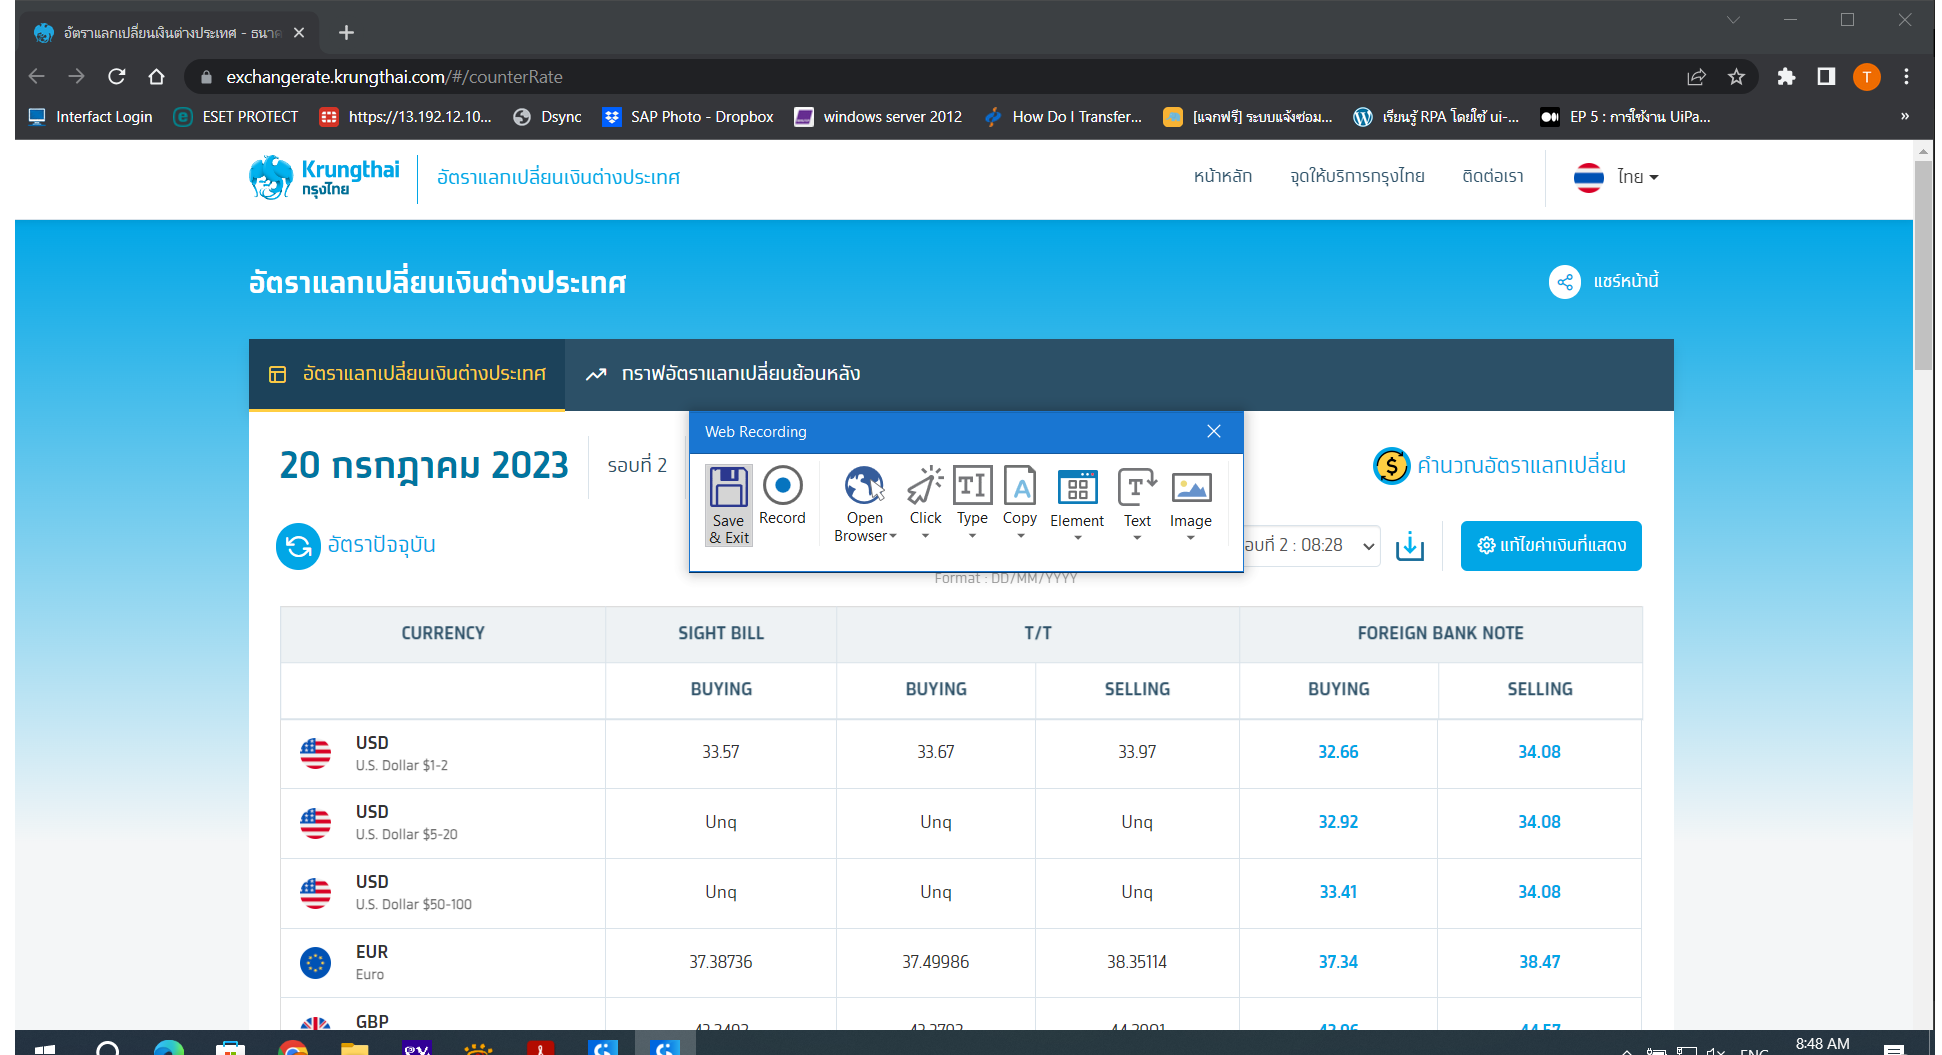 อัตราแลกเปลี่ยนเงินต่างประเทศ - ธนาค
exchangerate.krungthai.com/#/counterRate
T
Interfact Login ESET PROTECT https://13.192.12.10... Dsync SAP Photo - Dropbox windows server 2012 How Do I Transfer... [แจกฟรี] ระบบแจ้งซ่อม... เรียนรู้ RPA โดยใช้ ui-... EP 5 : การใช้งาน UiPa... »
Krungthai
กรุงไทย
อัตราแลกเปลี่ยนเงินต่างประเทศ
หน้าหลัก จุดให้บริการกรุงไทย ติดต่อเรา ไทย
อัตราแลกเปลี่ยนเงินต่างประเทศ
แชร์หน้านี้
อัตราแลกเปลี่ยนเงินต่างประเทศ กราฟอัตราแลกเปลี่ยนย้อนหลัง
20 กรกฎาคม 2023 รอบที่ 2
คำนวณอัตราแลกเปลี่ยน
Web Recording
Save & Exit
Record
Open Browser
Click
Type
Copy
Element
Text
Image
อัตราปัจจุบัน
อบที่ 2 : 08:28
แก้ไขค่าเงินที่แสดง
Format : DD/MM/YYYY
CURRENCY SIGHT BILL T/T FOREIGN BANK NOTE
BUYING BUYING SELLING BUYING SELLING
USD
U.S. Dollar $1-2
33.57 33.67 33.97 32.66 34.08
USD
U.S. Dollar $5-20
Unq Unq Unq 32.92 34.08
USD
U.S. Dollar $50-100
Unq Unq Unq 33.41 34.08
EUR
Euro
37.38736 37.49986 38.35114 37.34 38.47
GBP
8:48 AM
ENG